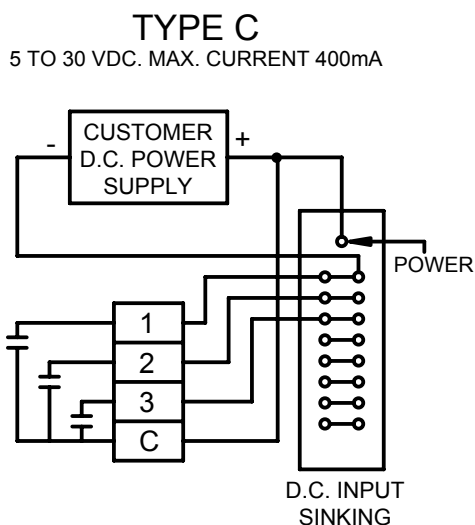 TYPE C
5 TO 30 VDC. MAX. CURRENT 400mA
- CUSTOMER +
D.C. POWER
SUPPLY
POWER
1
2
3
C
D.C. INPUT
SINKING